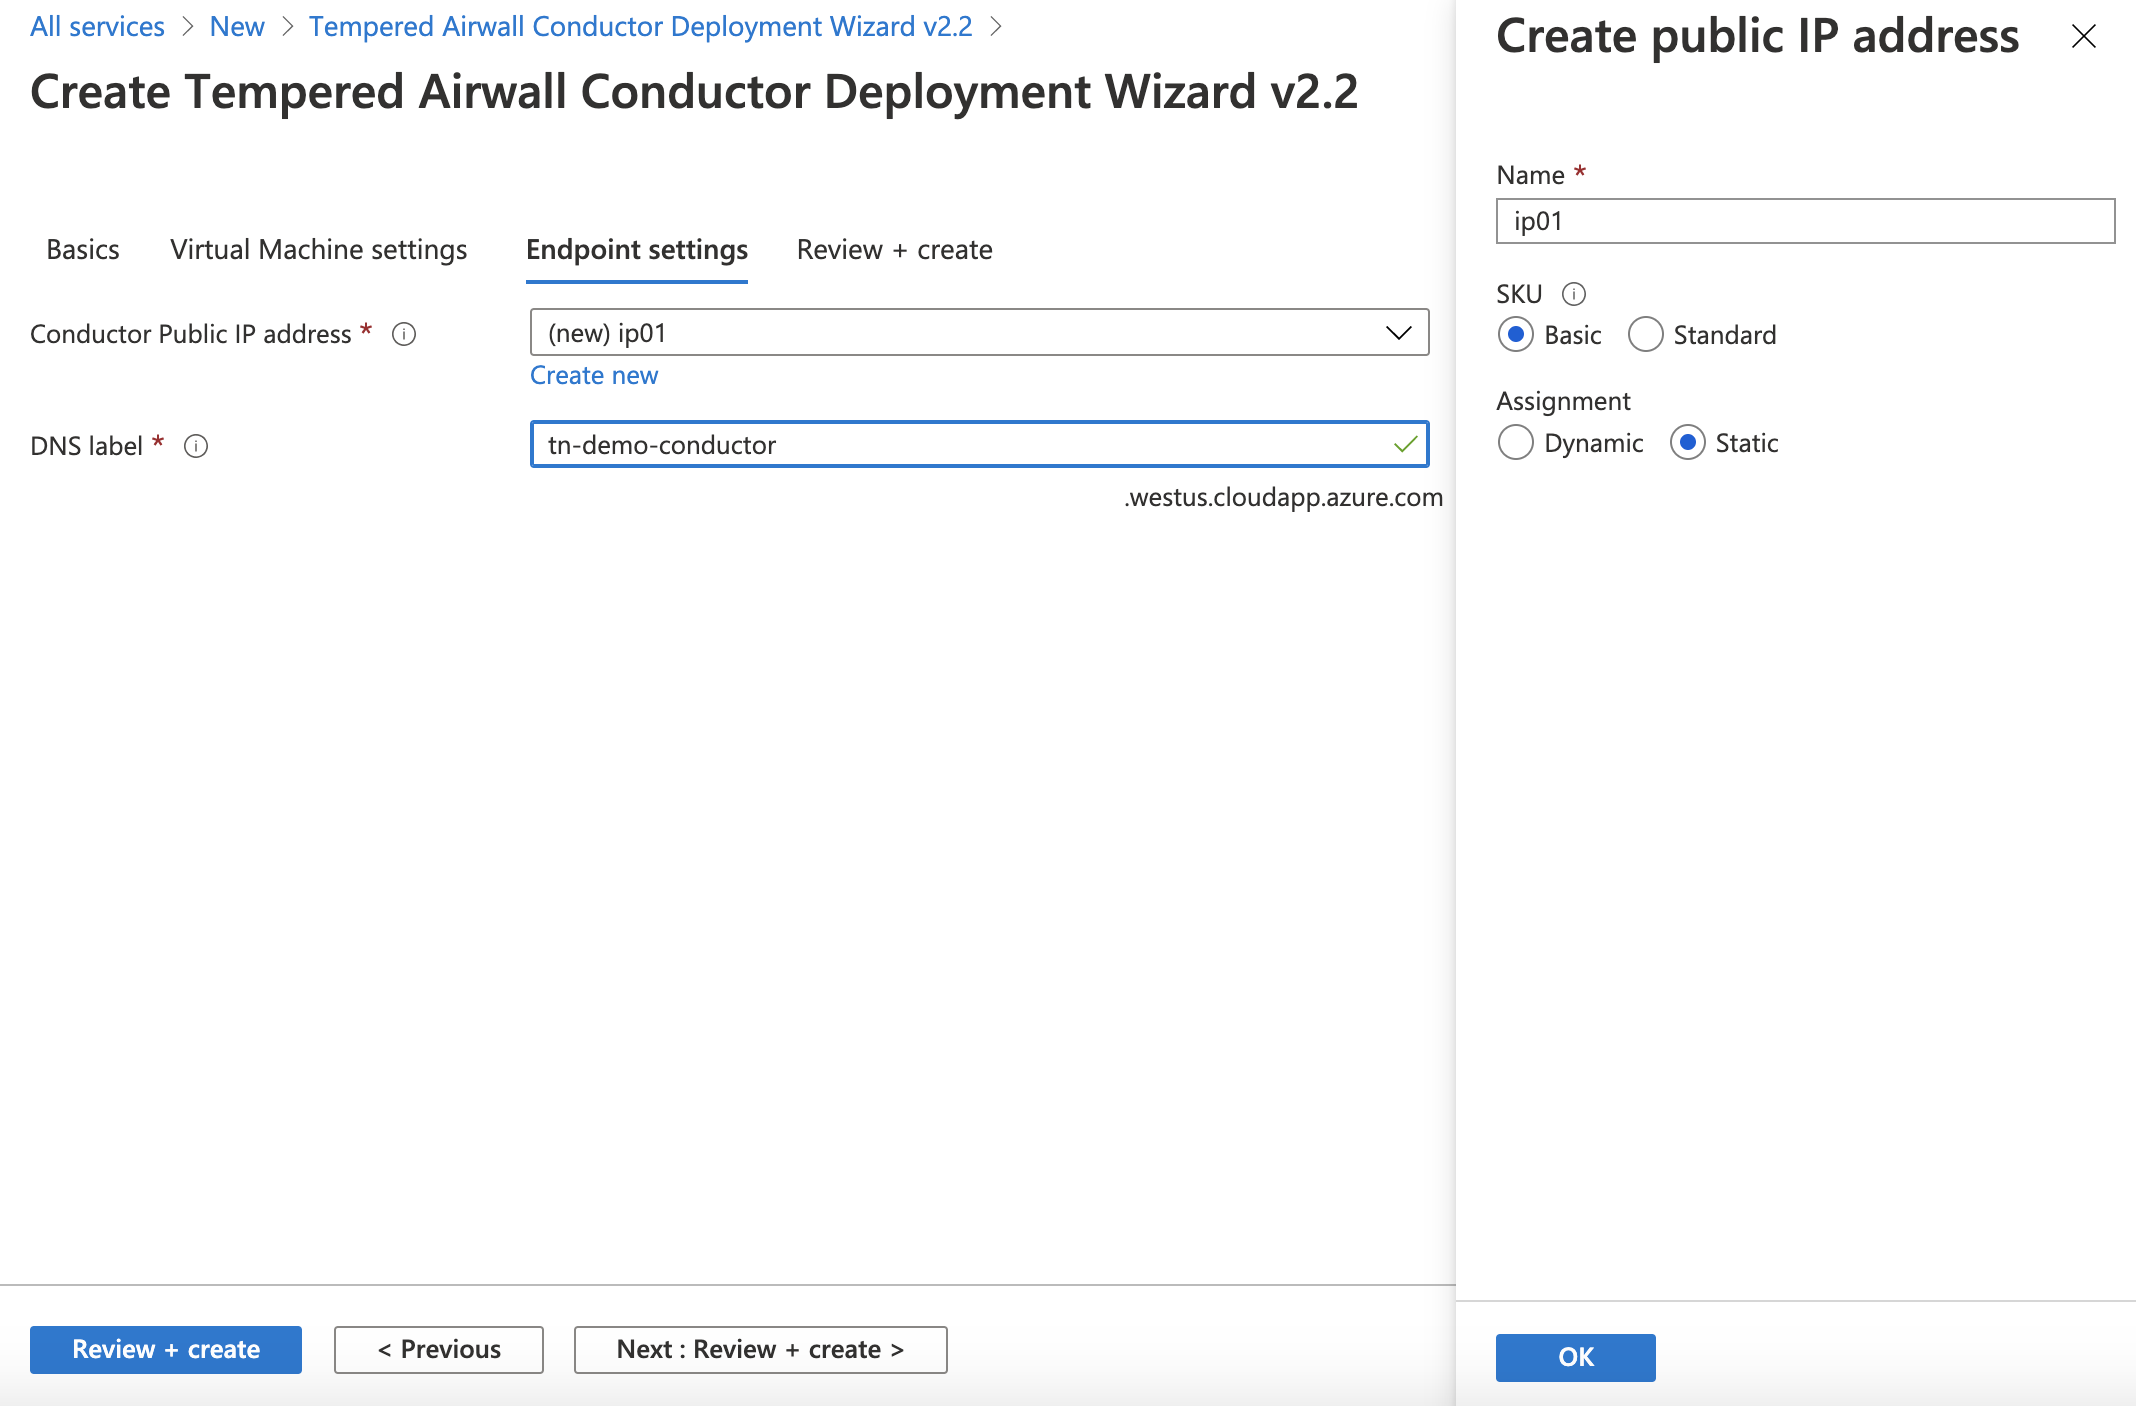 All services > New > Tempered Airwall Conductor Deployment Wizard v2.2 >
Create Tempered Airwall Conductor Deployment Wizard v2.2
Basics Virtual Machine settings Endpoint settings Review + create
Conductor Public IP address * (new) ip01
Create new
DNS label * tn-demo-conductor
.westus.cloudapp.azure.com
Review + create < Previous Next : Review + create >
Create public IP address
Name *
ip01
SKU
Basic Standard
Assignment
Dynamic Static
OK